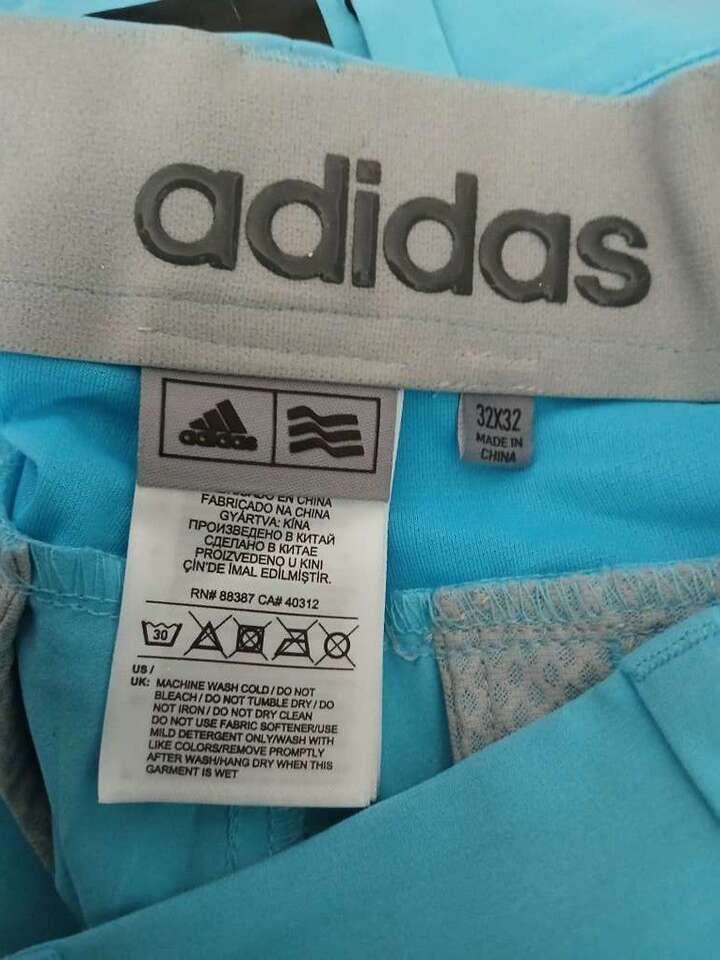 adidas
adidas
32X32
MADE IN
CHINA
EN CHINA
FABRICADO NA CHINA
GYÁRTVA: KÍNA
ПРОИЗВЕДЕНО В КИТАЙ
СДЕЛАНО В КИТАЕ
PROIZVEDENO U KINI
ÇİN'DE İMAL EDİLMİŞTİR.
RN# 88387 CA# 40312
30
US /
UK: MACHINE WASH COLD / DO NOT
BLEACH / DO NOT TUMBLE DRY / DO
NOT IRON / DO NOT DRY CLEAN
DO NOT USE FABRIC SOFTENER/USE
MILD DETERGENT ONLY/WASH WITH
LIKE COLORS/REMOVE PROMPTLY
AFTER WASH/HANG DRY WHEN THIS
GARMENT IS WET